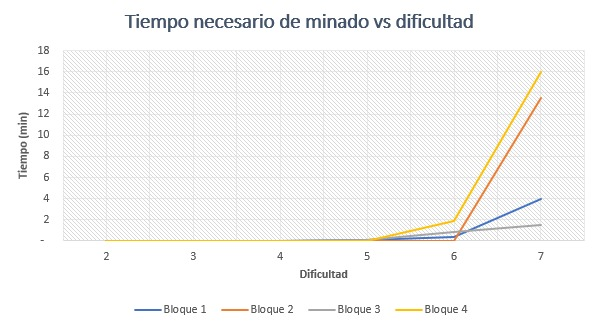 Tiempo necesario de minado vs dificultad
18
16
14
12
10
8
6
4
2
-
Tiempo (min)
2 3 4 5 6 7
Dificultad
Bloque 1 Bloque 2 Bloque 3 Bloque 4